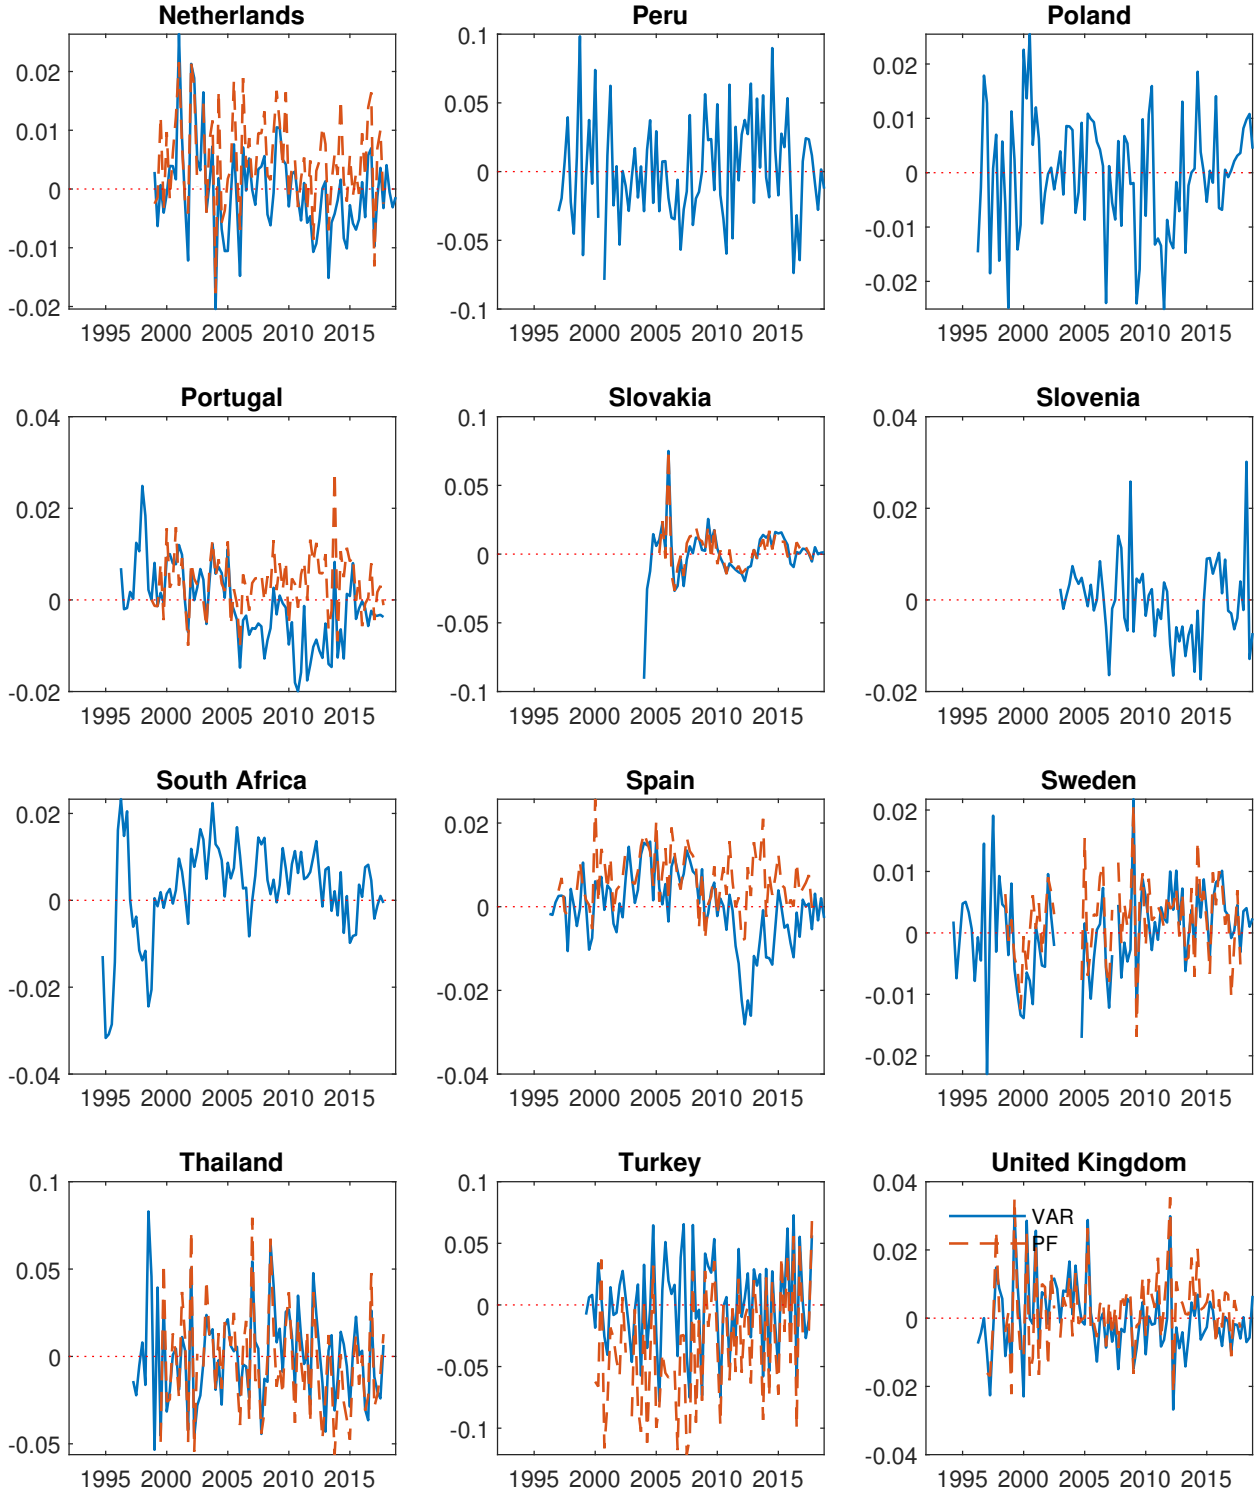 Netherlands Peru Poland
0.02 0.1 0.02
0.01 0.05 0.01
0 0 0
-0.01 -0.05 -0.01
-0.02 -0.1 -0.02
1995 2000 2005 2010 2015 1995 2000 2005 2010 2015 1995 2000 2005 2010 2015
Portugal Slovakia Slovenia
0.04 0.1 0.04
0.02 0.05 0.02
0 0 0
-0.05
-0.02 -0.1 -0.02
1995 2000 2005 2010 2015 1995 2000 2005 2010 2015 1995 2000 2005 2010 2015
South Africa Spain Sweden
0.02 0.02 0.02
0.01
0 0 0
-0.01
-0.02 -0.02 -0.02
-0.04 -0.04
1995 2000 2005 2010 2015 1995 2000 2005 2010 2015 1995 2000 2005 2010 2015
Thailand Turkey United Kingdom
0.1 0.1 0.04
VAR
PF
0.05 0.05 0.02
0 0 0
-0.05 -0.02
-0.05 -0.1 -0.04
1995 2000 2005 2010 2015 1995 2000 2005 2010 2015 1995 2000 2005 2010 2015